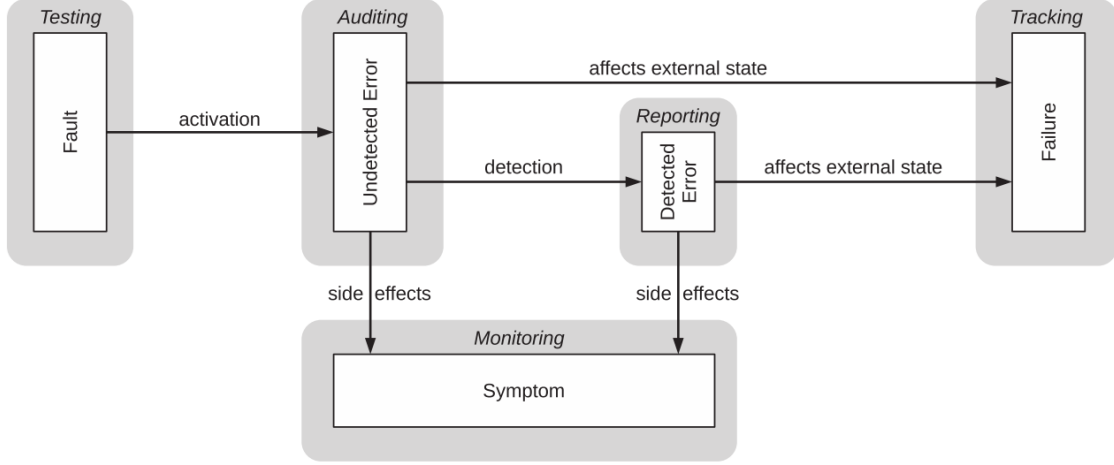 Testing
Auditing
Tracking
Fault
activation
Undetected Error
affects external state
Failure
Reporting
detection
Detected
Error
affects external state
side effects
side effects
Monitoring
Symptom